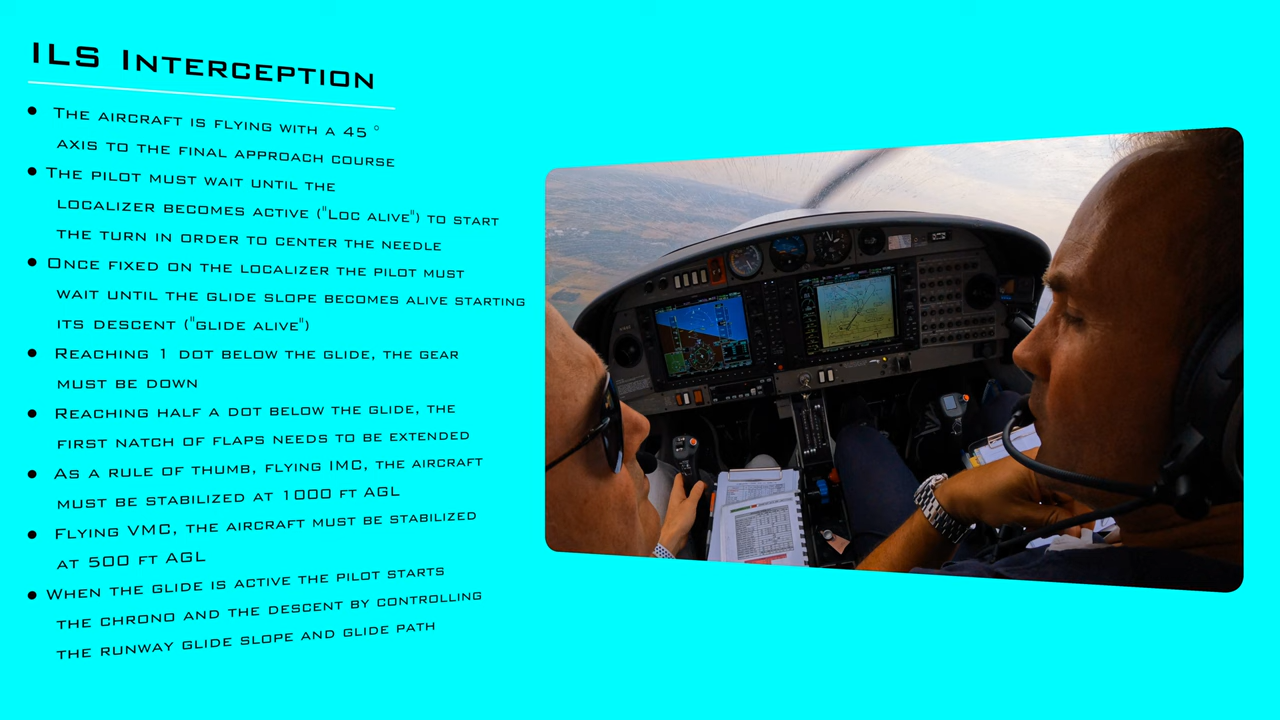 ILS Interception
• The aircraft is flying with a 45 °
axis to the final approach course
• The pilot must wait until the
localizer becomes active ("Loc alive") to start
the turn in order to center the needle
• Once fixed on the localizer the pilot must
wait until the glide slope becomes alive starting
its descent ("glide alive")
• Reaching 1 dot below the glide, the gear
must be down
• Reaching half a dot below the glide, the
first natch of flaps needs to be extended
• As a rule of thumb, flying IMC, the aircraft
must be stabilized at 1000 ft AGL
• Flying VMC, the aircraft must be stabilized
at 500 ft AGL
• When the glide is active the pilot starts
the chrono and the descent by controlling
the runway glide slope and glide path